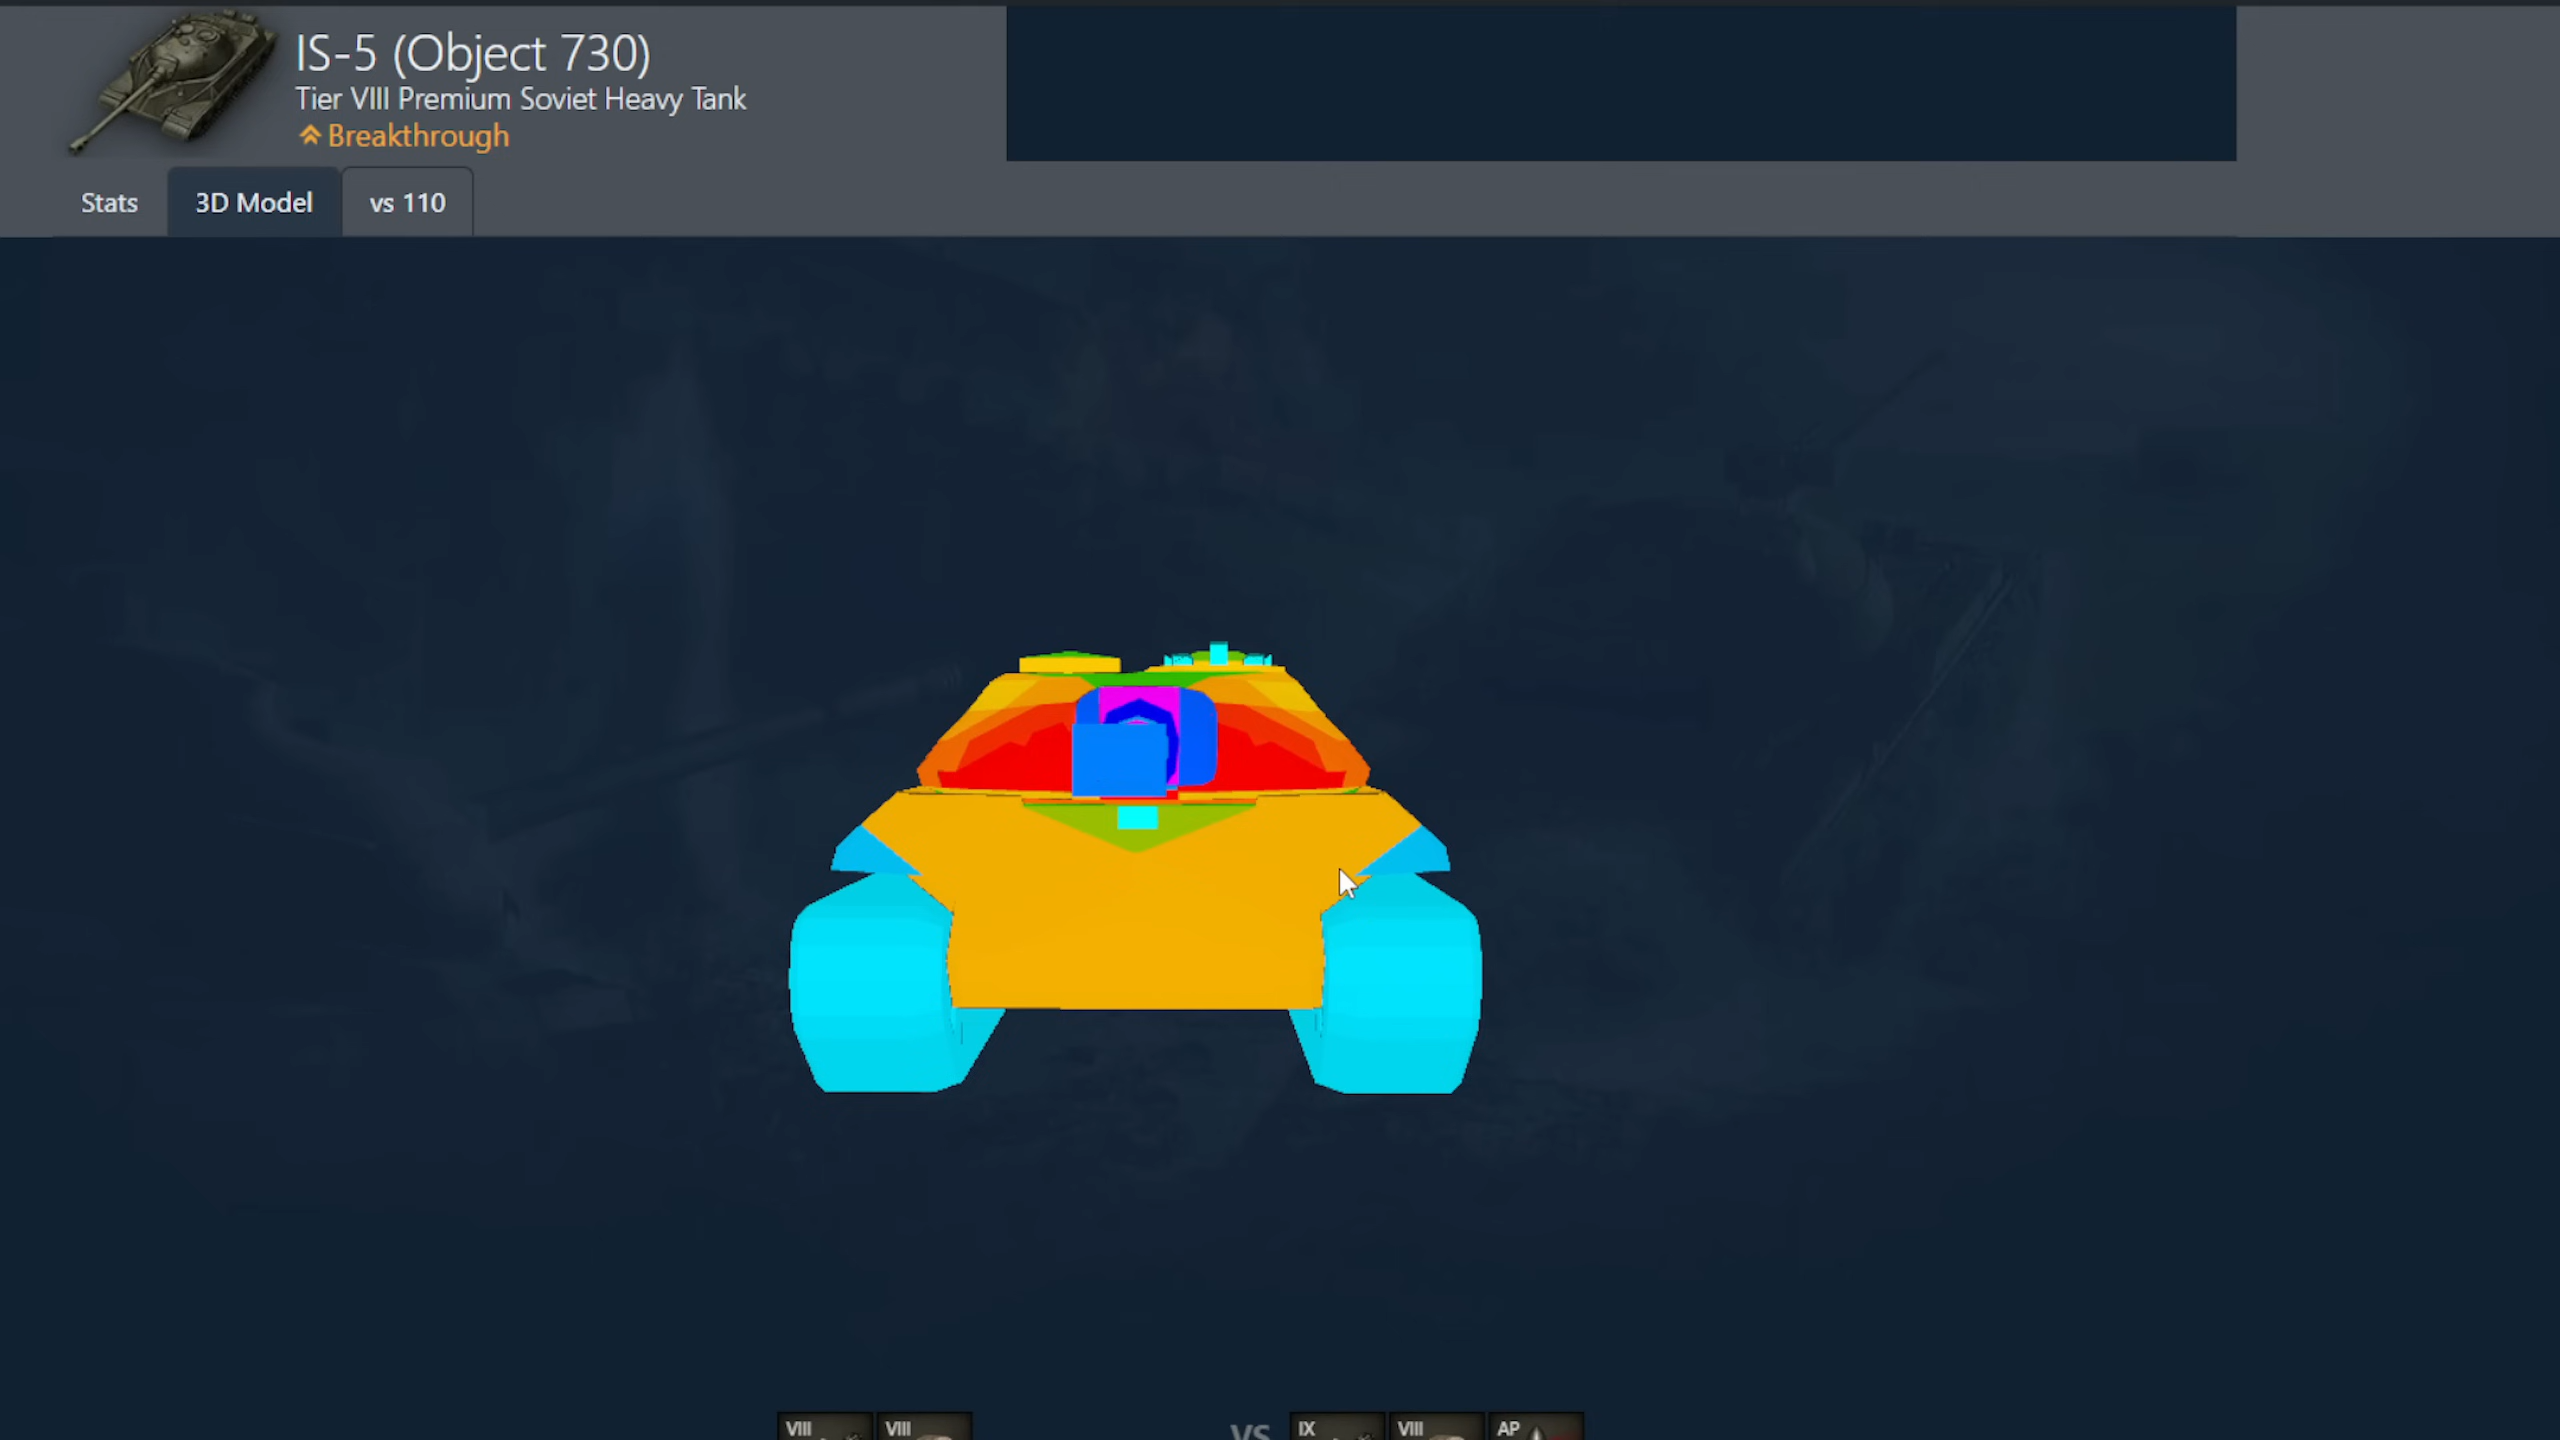 IS-5 (Object 730)
Tier VIII Premium Soviet Heavy Tank
Breakthrough
Stats
3D Model
vs 110
VIII
VIII
VS
IX
VIII
AP